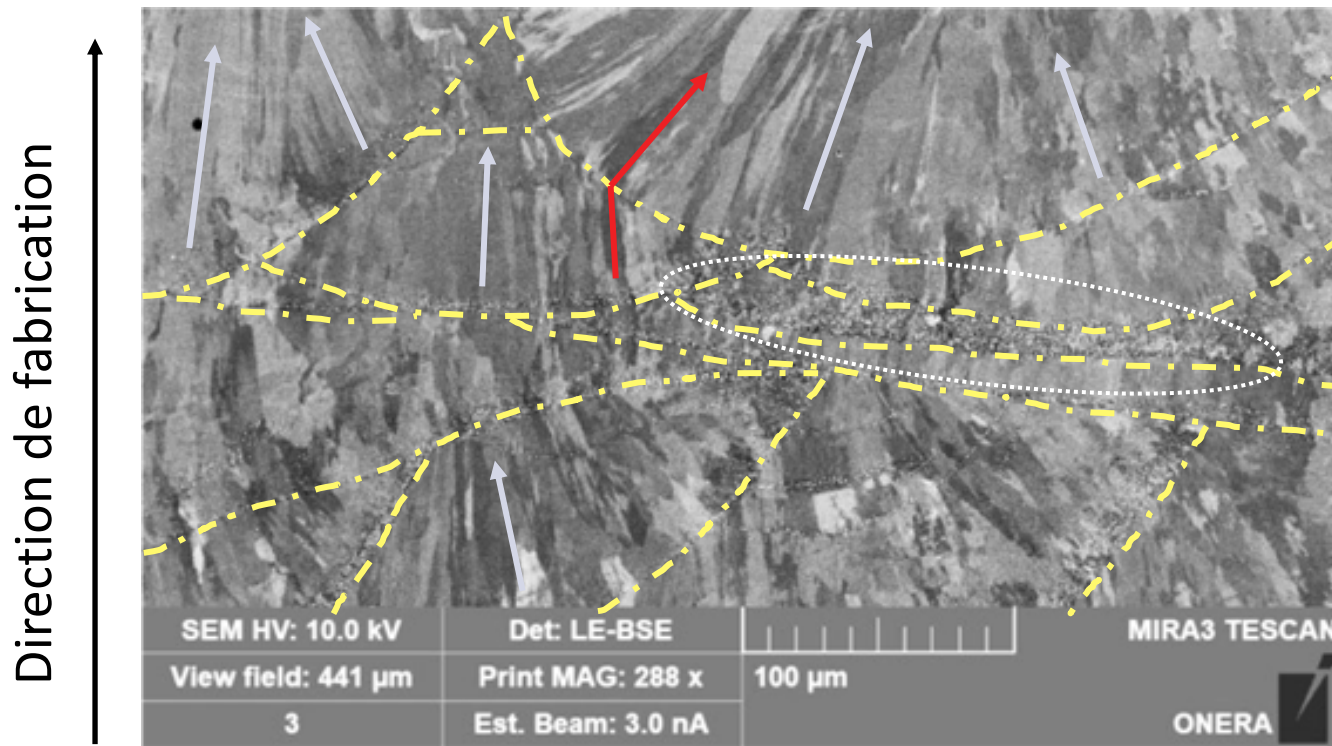 Direction de fabrication
SEM HV: 10.0 kV
Det: LE-BSE
MIRA3 TESCAN
View field: 441 µm
Print MAG: 288 x
100 µm
3
Est. Beam: 3.0 nA
ONERA